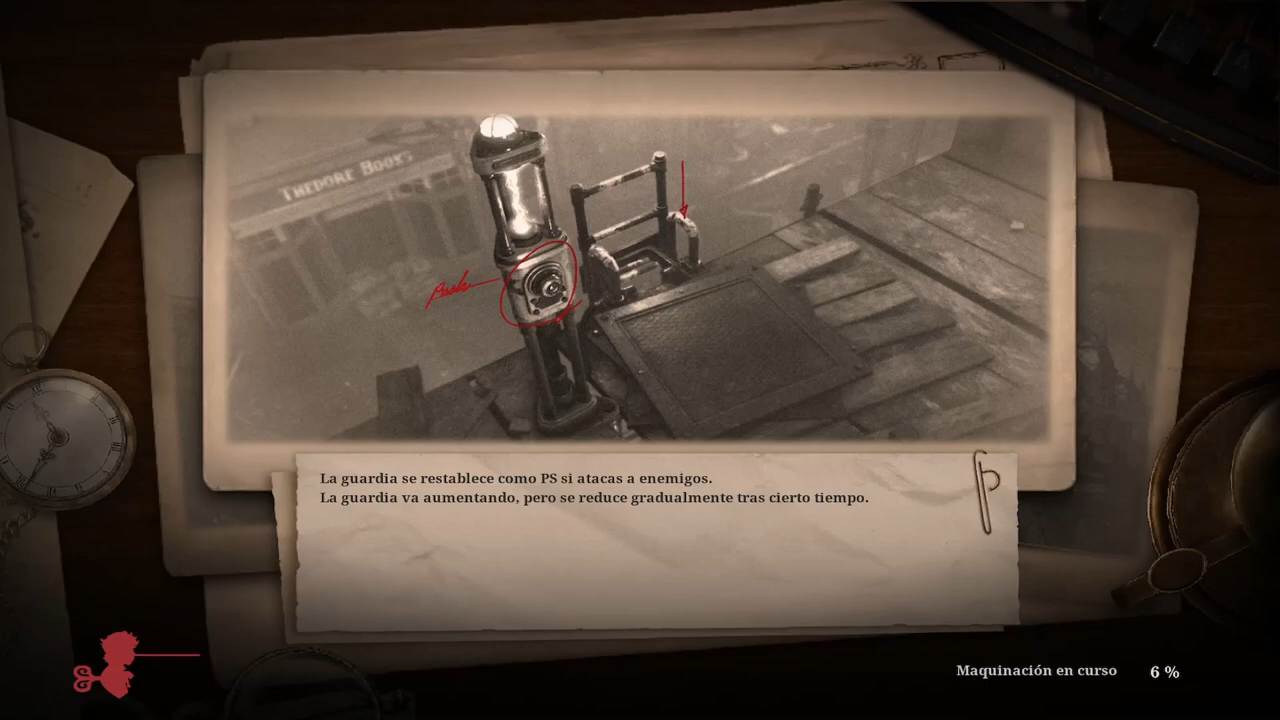 THEDORE BOOKS
Push
La guardia se restablece como PS si atacas a enemigos.
La guardia va aumentando, pero se reduce gradualmente tras cierto tiempo.
Maquinación en curso 6 %